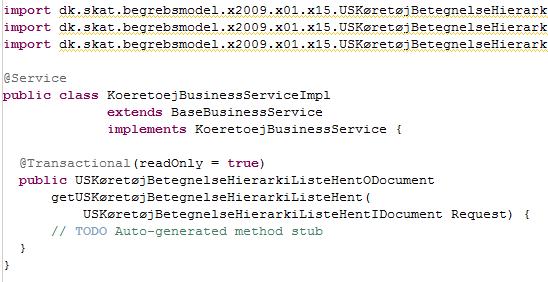 import dk.skat.begrebsmodel.x2009.x01.x15.USKøretøjBetegnelseHierark
import dk.skat.begrebsmodel.x2009.x01.x15.USKøretøjBetegnelseHierark
import dk.skat.begrebsmodel.x2009.x01.x15.USKøretøjBetegnelseHierark
@Service
public class KoeretoejBusinessServiceImpl
extends BaseBusinessService
implements KoeretoejBusinessService {
@Transactional(readOnly = true)
public USKøretøjBetegnelseHierarkiListeHentODocument
getUSKøretøjBetegnelseHierarkiListeHent(
USKøretøjBetegnelseHierarkiListeHentIDocument Request) {
// TODO Auto-generated method stub
}
}